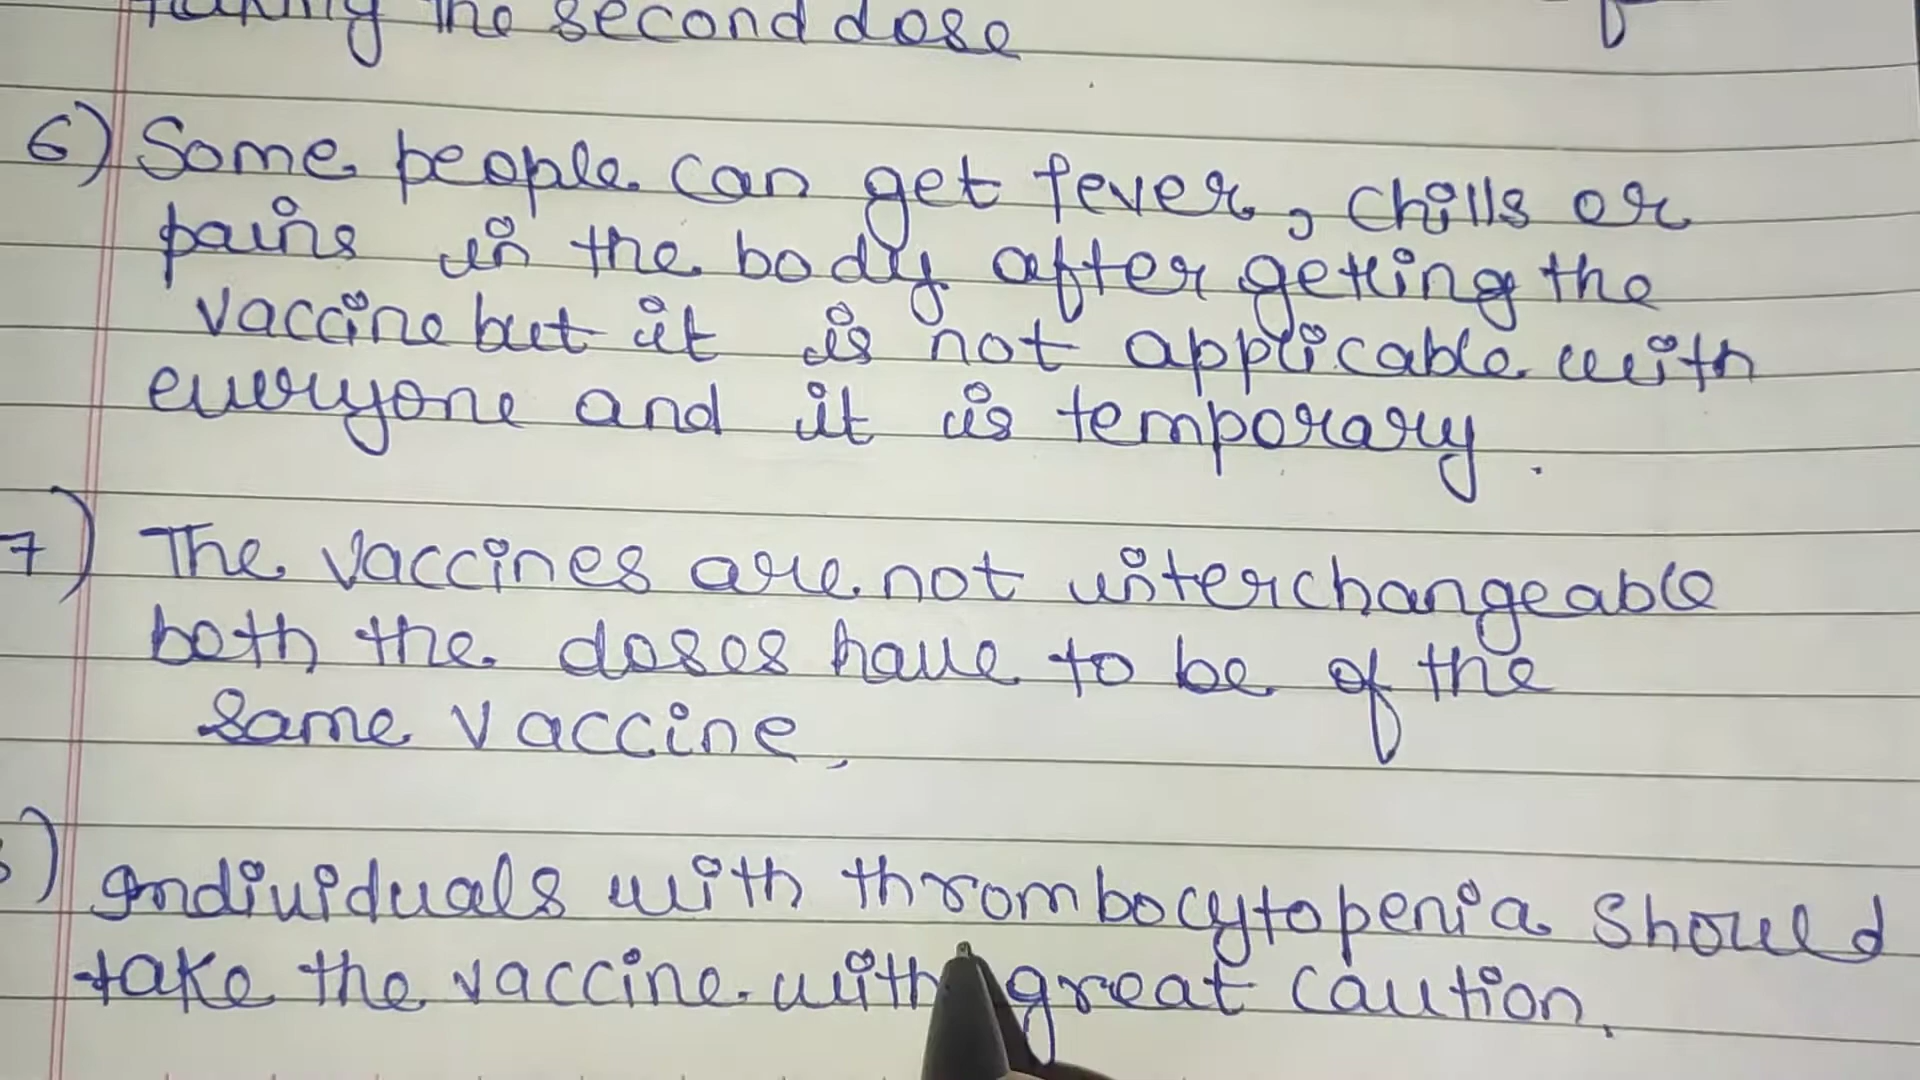 the second dose
6) Some people can get fever, chills or
pains in the body after getting the
vaccine but it is not applicable with
everyone and it is temporary.
7) The vaccines are not interchangeable
both the doses have to be of the
same vaccine,
) Individuals with thrombocytopenia should
take the vaccine with great caution.